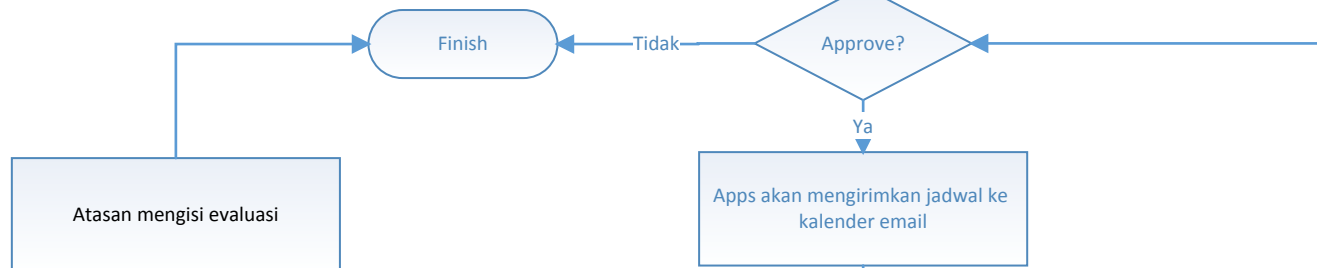 Finish
Tidak
Approve?
Ya
Atasan mengisi evaluasi
Apps akan mengirimkan jadwal ke
kalender email